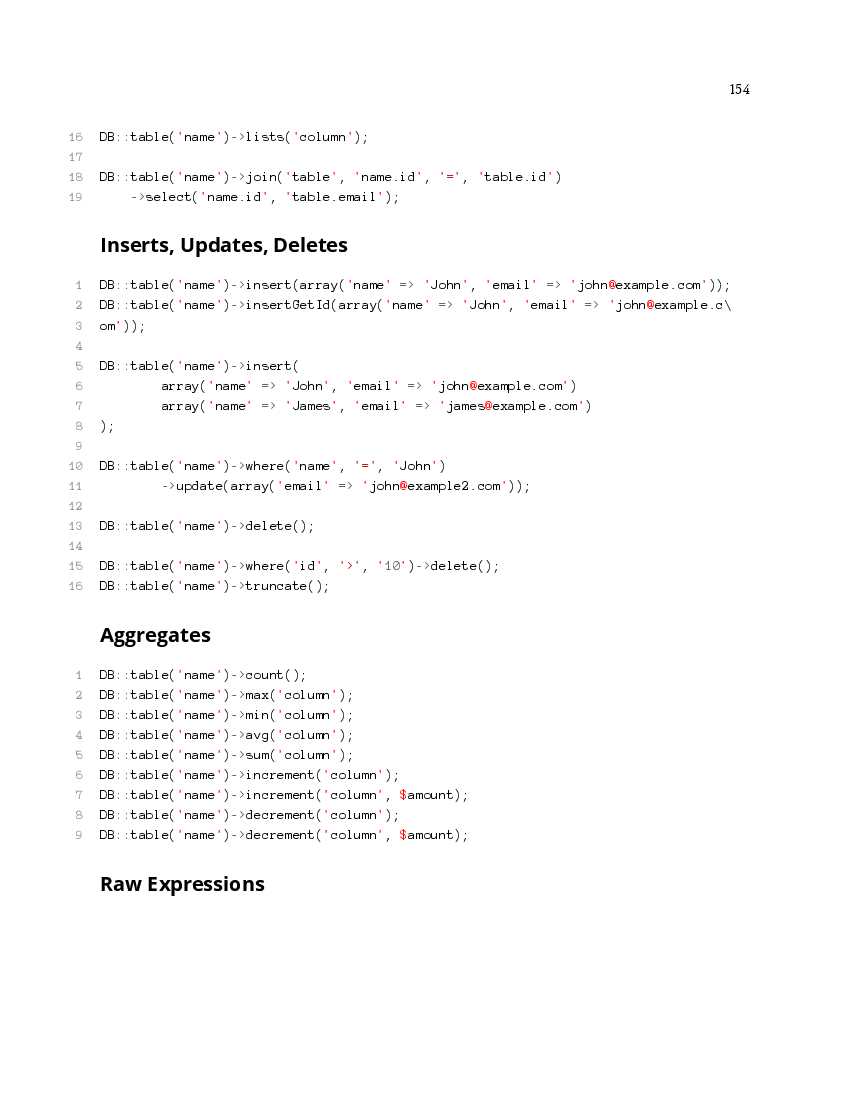 154
16 DB::table('name')->lists('column');
17
18 DB::table('name')->join('table', 'name.id', '=', 'table.id')
19     ->select('name.id', 'table.email');
Inserts, Updates, Deletes
1 DB::table('name')->insert(array('name' => 'John', 'email' => 'john@example.com'));
2 DB::table('name')->insertGetId(array('name' => 'John', 'email' => 'john@example.c\
3 om'));
4
5 DB::table('name')->insert(
6         array('name' => 'John', 'email' => 'john@example.com')
7         array('name' => 'James', 'email' => 'james@example.com')
8 );
9
10 DB::table('name')->where('name', '=', 'John')
11         ->update(array('email' => 'john@example2.com'));
12
13 DB::table('name')->delete();
14
15 DB::table('name')->where('id', '>', '10')->delete();
16 DB::table('name')->truncate();
Aggregates
1 DB::table('name')->count();
2 DB::table('name')->max('column');
3 DB::table('name')->min('column');
4 DB::table('name')->avg('column');
5 DB::table('name')->sum('column');
6 DB::table('name')->increment('column');
7 DB::table('name')->increment('column', $amount);
8 DB::table('name')->decrement('column');
9 DB::table('name')->decrement('column', $amount);
Raw Expressions